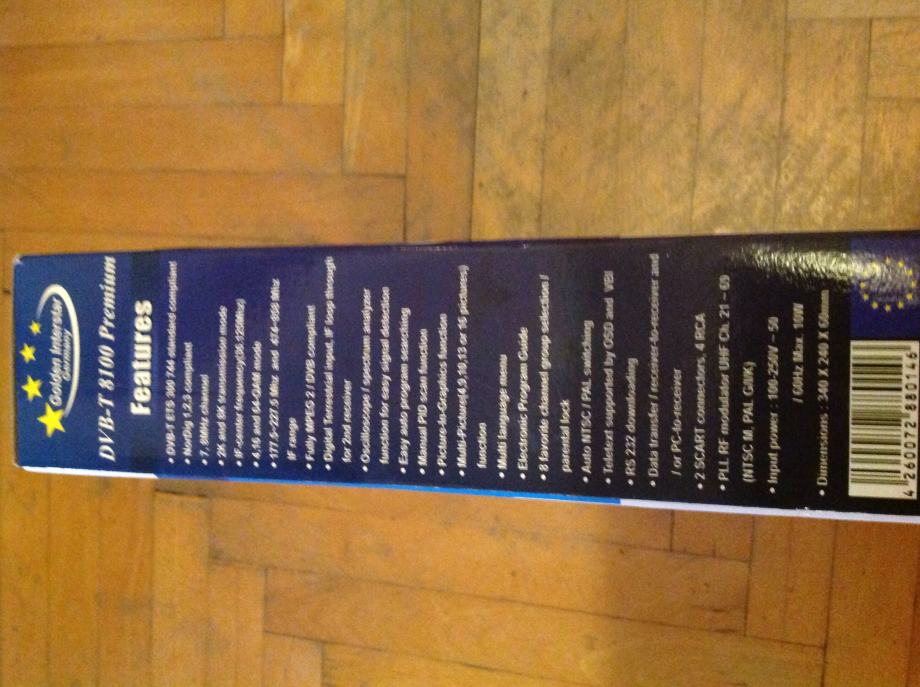 Golden Interstar
Germany
DVB-T 8100 Premium
Features
• DVB-T ETS 300 744 standard compliant
• Nordig 1,2,3 compliant
• 7, 8Mhz channel
• 2K and 8K transmission mode
• IF-center frequency(36.125Mhz)
• 4,16 and 64-QAM mode
• 177.5~227.5 Mhz and 474~858 Mhz
IF range
• Fully MPEG 2 / DVB compliant
• Digital Terrestrial input, IF loop through
for 2nd receiver
• Oscilloscope / spectrum analyzer
function for easy signal detection
• Easy auto program searching
• Manual PID scan function
• Picture-In-Graphics function
• Multi-Picture(4,9,10,13 or 16 pictures)
function
• Multi language menu
• Electronic Program Guide
• 8 favorite channel group selection /
parental lock
• Auto NTSC / PAL switching
• Teletext supported by OSD and VBI
• RS 232 downloading
• Data transfer / receiver-to-receiver and
/ or PC-to-receiver
• 2 SCART connectors, 4 RCA
• PLL RF modulator UHF Ch. 21 ~ 69
(NTSC M, PAL G/I/K)
• Input power : 100-250V ~ 50
/ 60Hz Max. 10W
• Dimensions : 340 X 240 X 60mm
4 260072 880146